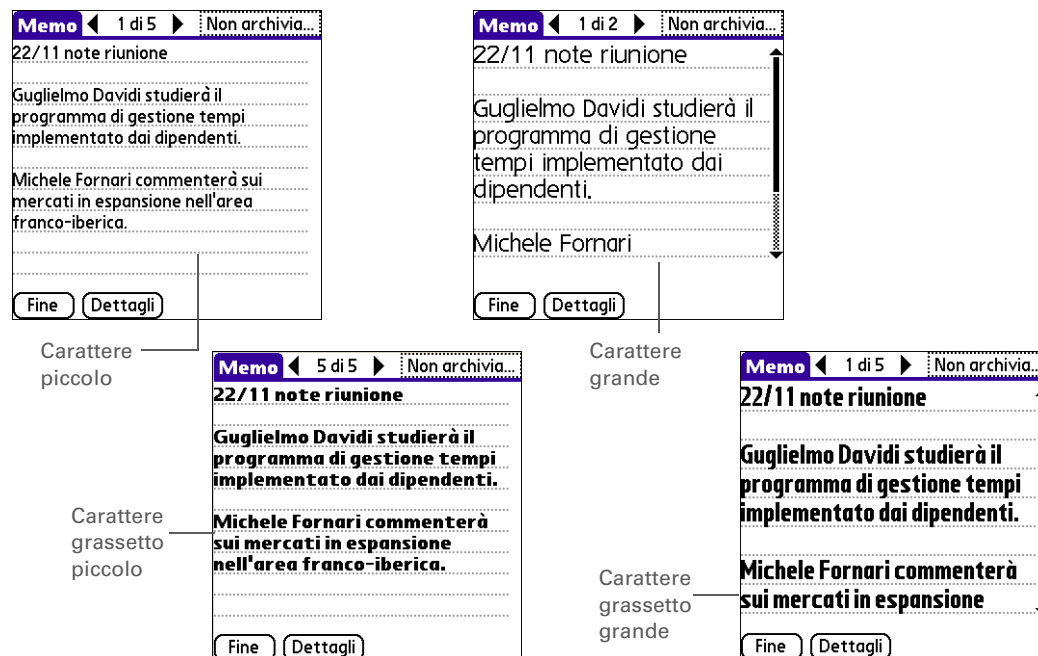 Memo 1 di 5 Non archivia...
22/11 note riunione
Guglielmo Davidi studierà il
programma di gestione tempi
implementato dai dipendenti.
Michele Fornari commenterà sui
mercati in espansione nell'area
franco-iberica.
Fine Dettagli
Carattere
piccolo
Memo 1 di 2 Non archivia...
22/11 note riunione
Guglielmo Davidi studierà il
programma di gestione
tempi implementato dai
dipendenti.
Michele Fornari
Fine Dettagli
Carattere
grande
Memo 5 di 5 Non archivia...
22/11 note riunione
Guglielmo Davidi studierà il
programma di gestione tempi
implementato dai dipendenti.
Michele Fornari commenterà
sui mercati in espansione
nell'area franco-iberica.
Fine Dettagli
Carattere
grassetto
piccolo
Memo 1 di 5 Non archivia...
22/11 note riunione
Guglielmo Davidi studierà il
programma di gestione tempi
implementato dai dipendenti.
Michele Fornari commenterà
sui mercati in espansione
Fine Dettagli
Carattere
grassetto
grande